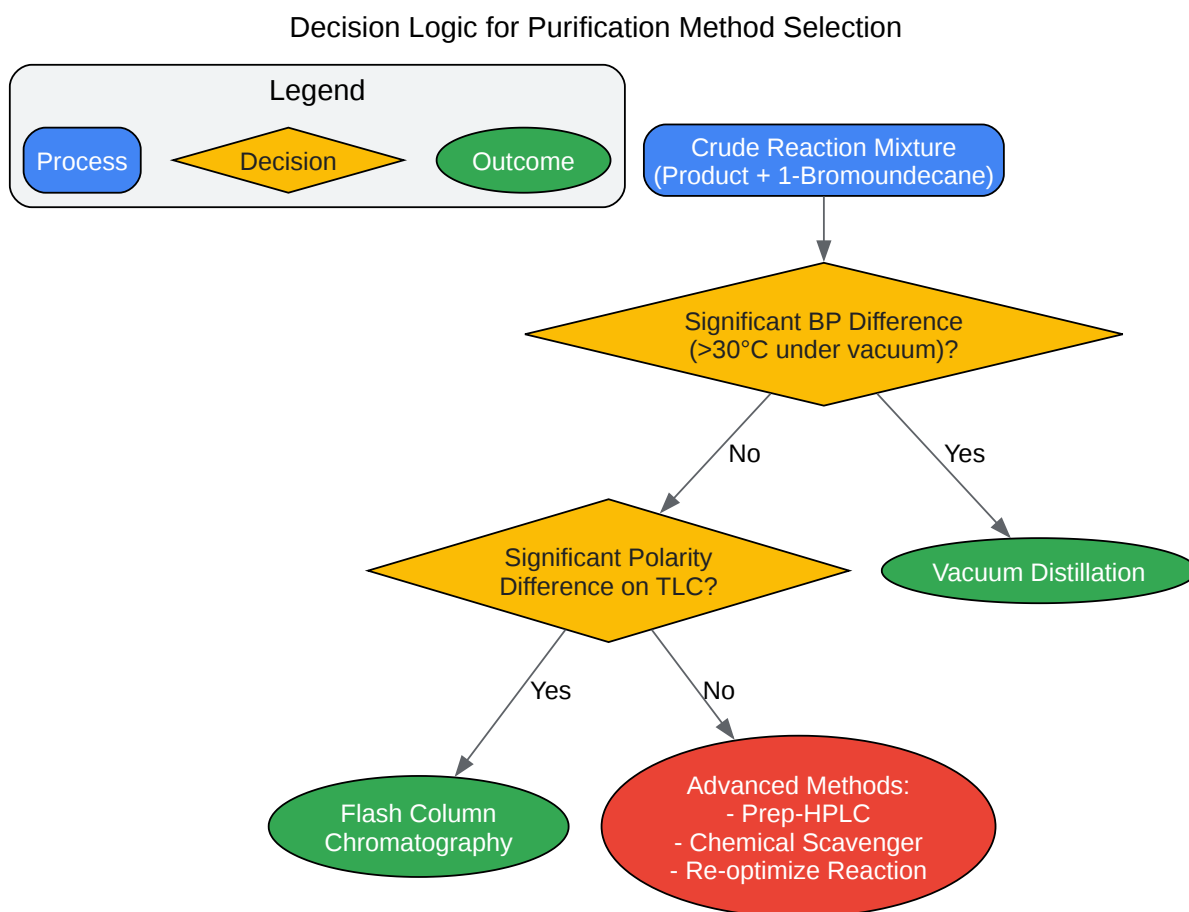 Decision Logic for Purification Method Selection
Legend
Process
Decision
Outcome
Crude Reaction Mixture
(Product + 1-Bromoundecane)
Significant BP Difference
(>30°C under vacuum)?
No
Yes
Significant Polarity
Difference on TLC?
Vacuum Distillation
Yes
No
Flash Column
Chromatography
Advanced Methods:
- Prep-HPLC
- Chemical Scavenger
- Re-optimize Reaction